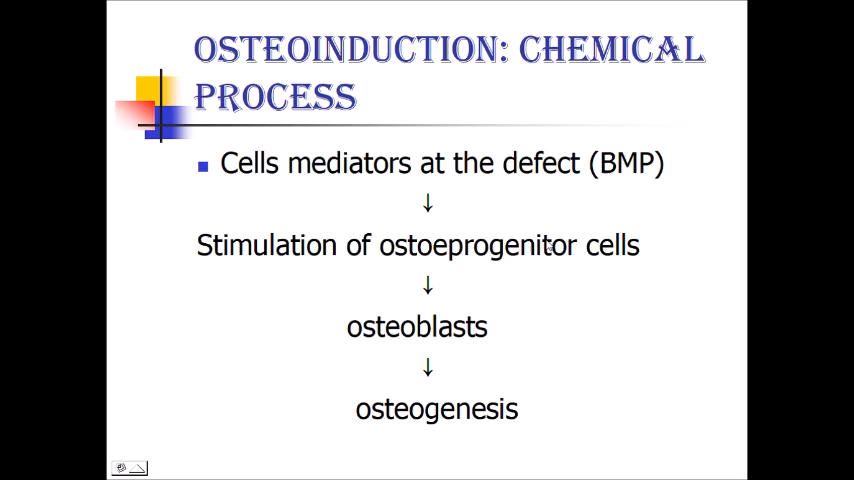 OSTEOINDUCTION: CHEMICAL
PROCESS
Cells mediators at the defect (BMP)
↓
Stimulation of ostoeprogenitor cells
↓
osteoblasts
↓
osteogenesis